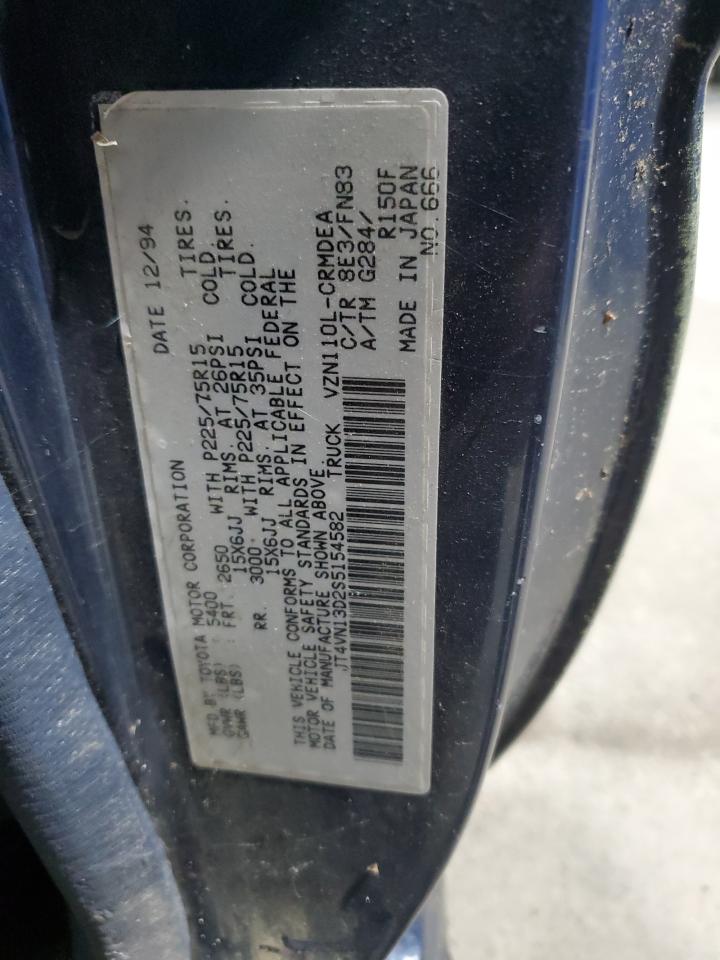 MFD BY TOYOTA MOTOR CORPORATION DATE 12/94
GVWR (LBS) : 5400
GAWR (LBS) : FRT. 2650 WITH P225/75R15 TIRES.
15X6JJ RIMS. AT 26PSI COLD.
RR. 3000 WITH P225/75R15 TIRES.
15X6JJ RIMS. AT 35PSI COLD.
THIS VEHICLE CONFORMS TO ALL APPLICABLE FEDERAL
MOTOR VEHICLE SAFETY STANDARDS IN EFFECT ON THE
DATE OF MANUFACTURE SHOWN ABOVE.
JT4VN13D2S5154582 TRUCK VZN110L-CRMDEA
C/TR 8E3/FN83
A/TM G284/
R150F
MADE IN JAPAN
NO.666